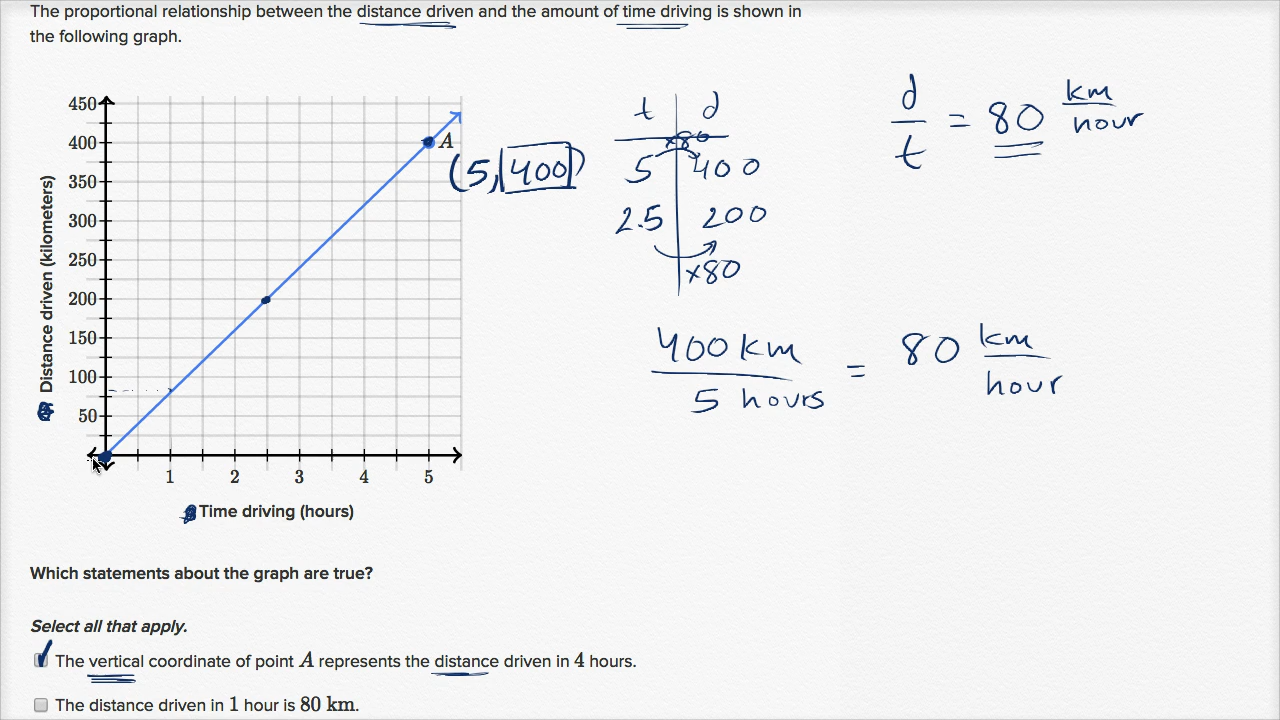 The proportional relationship between the distance driven and the amount of time driving is shown in
the following graph.
450
400
350
300
250
200
150
100
50
Distance driven (kilometers)
1 2 3 4 5
Time driving (hours)
A
(5, 400)
t d
×80
5 400
2.5 200
×80
d
t
= 80 km
hour
400 km
5 hours
= 80 km
hour
Which statements about the graph are true?
Select all that apply.
The vertical coordinate of point A represents the distance driven in 4 hours.
The distance driven in 1 hour is 80 km.